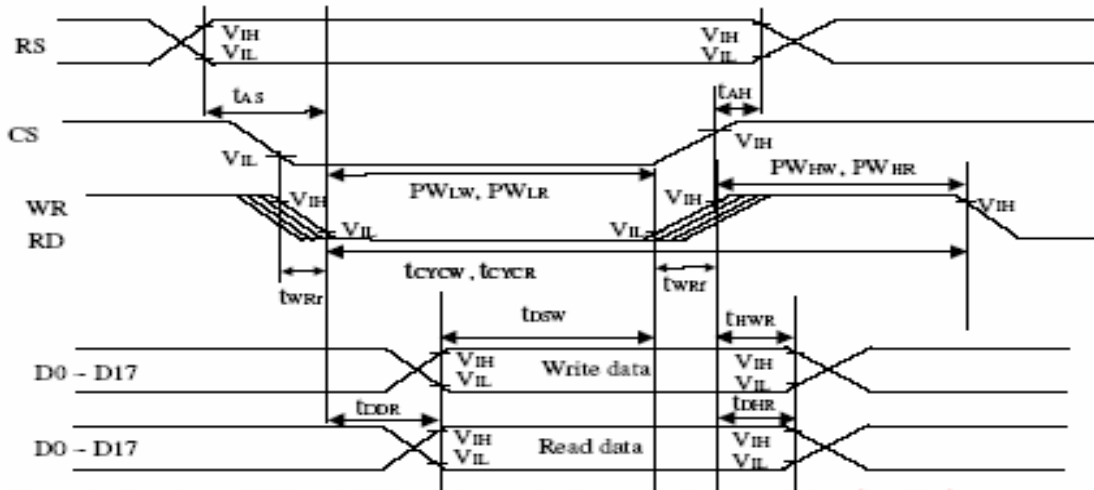 RS
VIH
VIL
VIH
VIL
tAS
tAH
CS
VIL
VIH
PWLW, PWLR
PWHW, PWHR
WR
VIH
VIH
VIH
RD
VIL
VIL
tCYCW , tCYCR
tWRr
tWRf
tDSW
tHWR
D0 – D17
VIH
VIL
Write data
VIH
VIL
tDDR
tDHR
D0 – D17
VIH
VIL
Read data
VIH
VIL